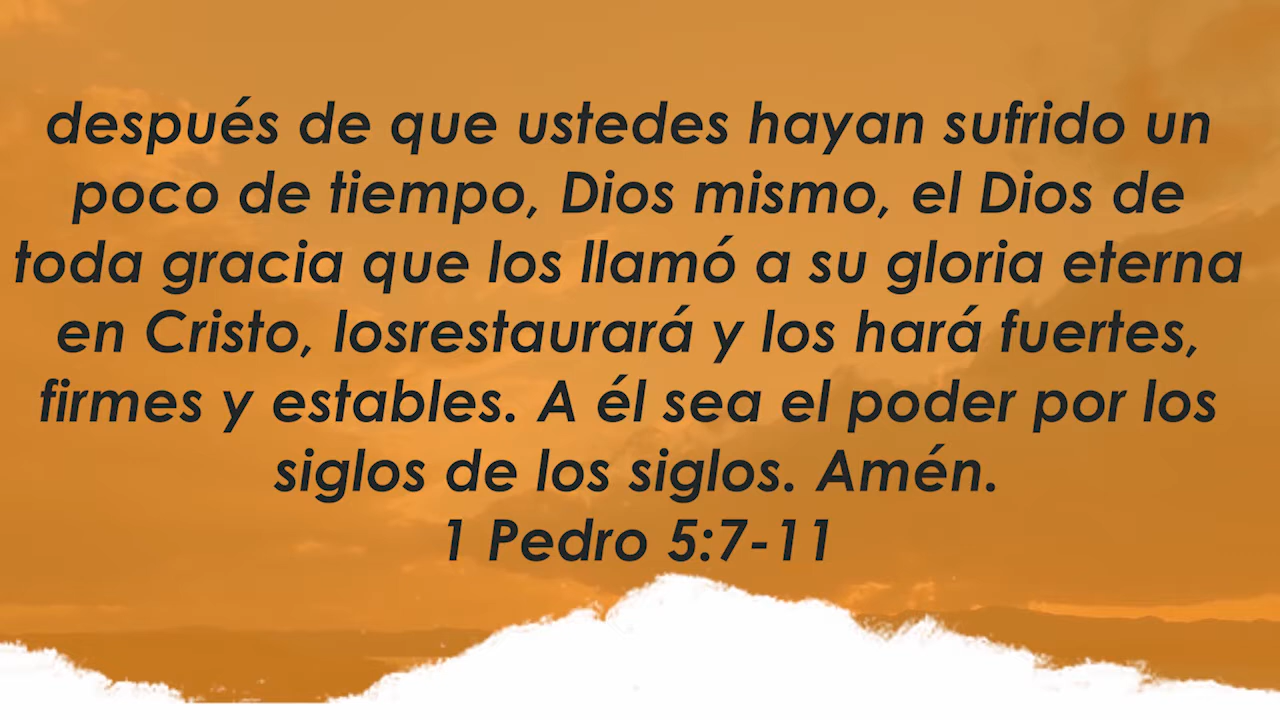 después de que ustedes hayan sufrido un
poco de tiempo, Dios mismo, el Dios de
toda gracia que los llamó a su gloria eterna
en Cristo, losrestaurará y los hará fuertes,
firmes y estables. A él sea el poder por los
siglos de los siglos. Amén.
1 Pedro 5:7-11